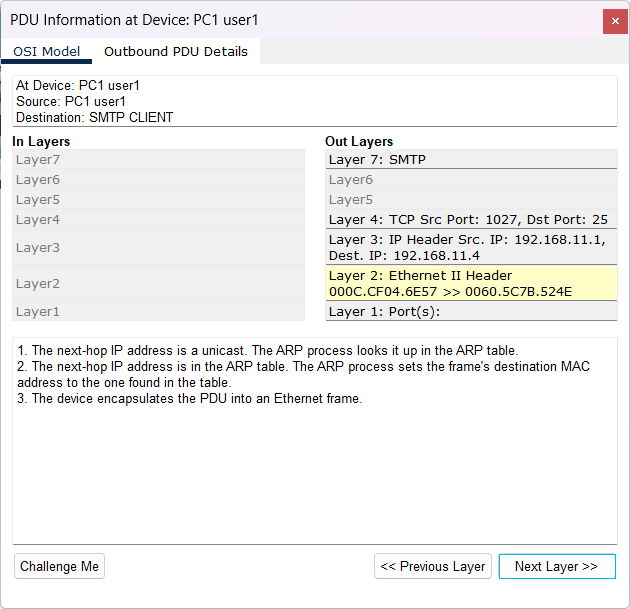 PDU Information at Device: PC1 user1
OSI Model
Outbound PDU Details
At Device: PC1 user1
Source: PC1 user1
Destination: SMTP CLIENT
In Layers
Layer7
Layer6
Layer5
Layer4
Layer3
Layer2
Layer1
Out Layers
Layer 7: SMTP
Layer6
Layer5
Layer 4: TCP Src Port: 1027, Dst Port: 25
Layer 3: IP Header Src. IP: 192.168.11.1,
Dest. IP: 192.168.11.4
Layer 2: Ethernet II Header
000C.CF04.6E57 >> 0060.5C7B.524E
Layer 1: Port(s):
1. The next-hop IP address is a unicast. The ARP process looks it up in the ARP table.
2. The next-hop IP address is in the ARP table. The ARP process sets the frame's destination MAC
address to the one found in the table.
3. The device encapsulates the PDU into an Ethernet frame.
Challenge Me
<< Previous Layer
Next Layer >>